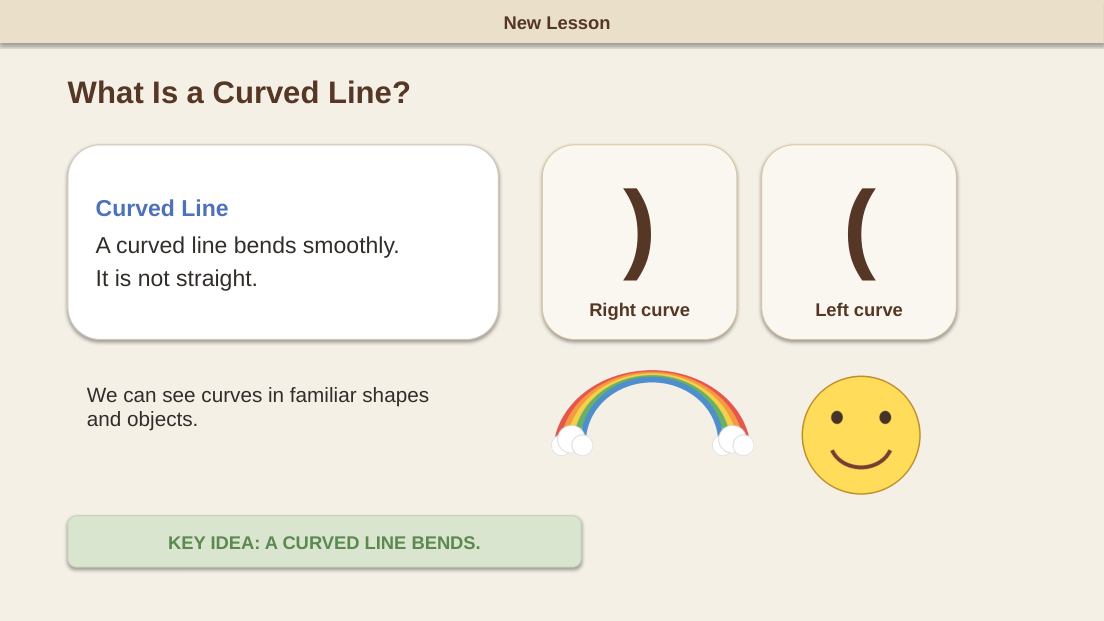 New Lesson
What Is a Curved Line?
Curved Line
A curved line bends smoothly.
It is not straight.
)
Right curve
(
Left curve
We can see curves in familiar shapes
and objects.
KEY IDEA: A CURVED LINE BENDS.